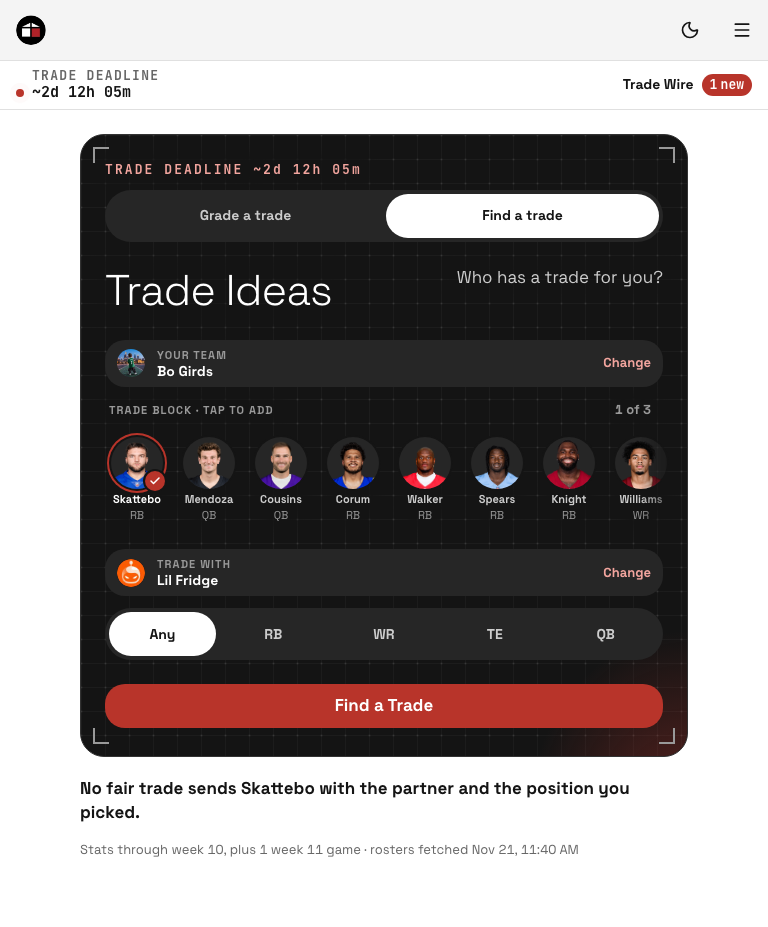 TRADE DEADLINE
~2d 12h 05m
Trade Wire
1 new
TRADE DEADLINE ~2d 12h 05m
Grade a trade
Find a trade
Trade Ideas
Who has a trade for you?
YOUR TEAM
Bo Girds
Change
TRADE BLOCK · TAP TO ADD
1 of 3
Skattebo
RB
Mendoza
QB
Cousins
QB
Corum
RB
Walker
RB
Spears
RB
Knight
RB
Williams
WR
TRADE WITH
Lil Fridge
Change
Any
RB
WR
TE
QB
Find a Trade
No fair trade sends Skattebo with the partner and the position you
picked.
Stats through week 10, plus 1 week 11 game · rosters fetched Nov 21, 11:40 AM